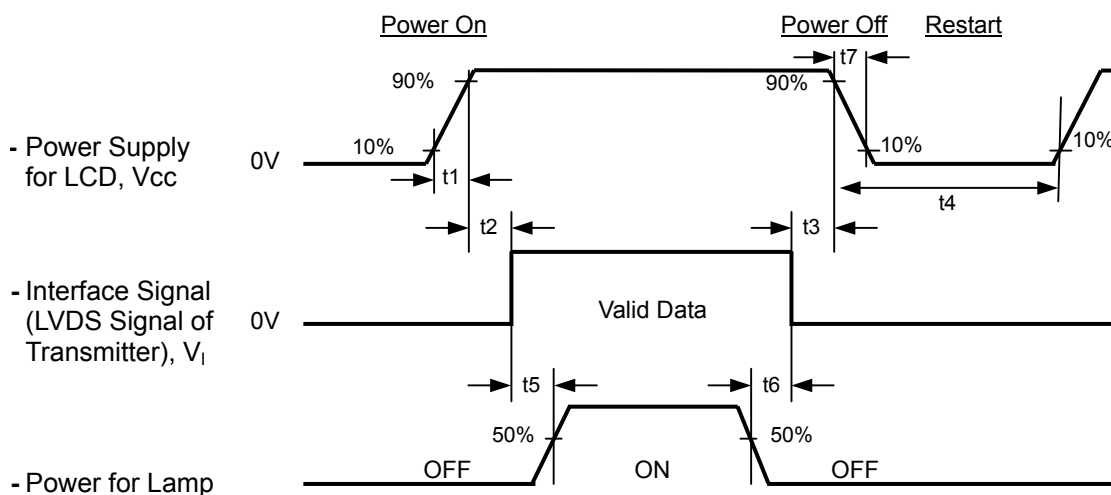 Power On
Power Off
Restart
t7
90%
90%
10%
10%
10%
- Power Supply
for LCD, Vcc
0V
t1
t4
t2
t3
- Interface Signal
(LVDS Signal of
Transmitter), VI
0V
Valid Data
t5
t6
50%
50%
OFF
ON
OFF
- Power for Lamp